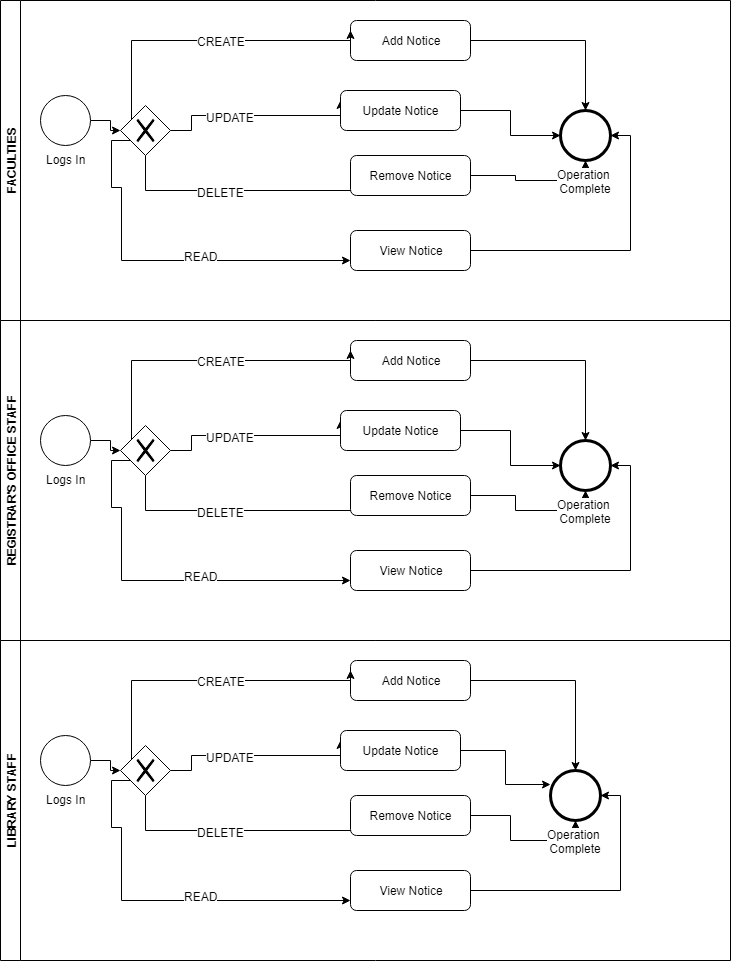 FACULTIES
CREATE
Add Notice
UPDATE
Update Notice
Logs In
DELETE
Remove Notice
Operation
Complete
READ
View Notice
REGISTRAR'S OFFICE STAFF
CREATE
Add Notice
UPDATE
Update Notice
Logs In
DELETE
Remove Notice
Operation
Complete
READ
View Notice
LIBRARY STAFF
CREATE
Add Notice
UPDATE
Update Notice
Logs In
DELETE
Remove Notice
Operation
Complete
READ
View Notice